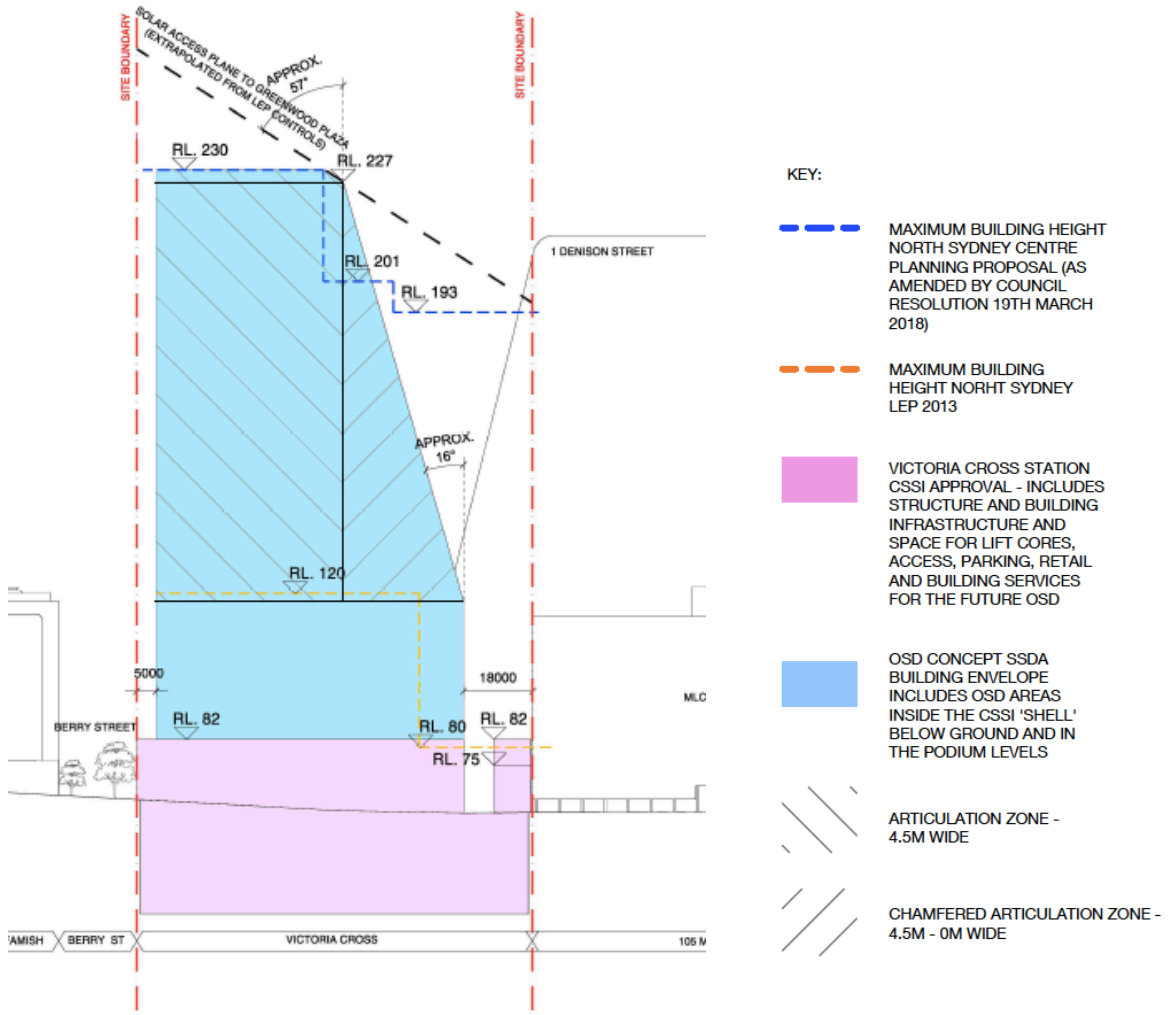 SITE BOUNDARY
SOLAR ACCESS PLANE TO GREENWOOD PLAZA
(EXTRAPOLATED FROM LEP CONTROLS)
APPROX.
57°
SITE BOUNDARY
RL. 230
RL. 227
1 DENISON STREET
RL. 201
RL. 193
APPROX.
16°
RL. 120
5000
18000
MLC
BERRY STREET
RL. 82
RL. 80
RL. 82
RL. 75
AMISH
BERRY ST
VICTORIA CROSS
105 M
KEY:
MAXIMUM BUILDING HEIGHT
NORTH SYDNEY CENTRE
PLANNING PROPOSAL (AS
AMENDED BY COUNCIL
RESOLUTION 19TH MARCH
2018)
MAXIMUM BUILDING
HEIGHT NORHT SYDNEY
LEP 2013
VICTORIA CROSS STATION
CSSI APPROVAL - INCLUDES
STRUCTURE AND BUILDING
INFRASTRUCTURE AND
SPACE FOR LIFT CORES,
ACCESS, PARKING, RETAIL
AND BUILDING SERVICES
FOR THE FUTURE OSD
OSD CONCEPT SSDA
BUILDING ENVELOPE
INCLUDES OSD AREAS
INSIDE THE CSSI 'SHELL'
BELOW GROUND AND IN
THE PODIUM LEVELS
ARTICULATION ZONE -
4.5M WIDE
CHAMFERED ARTICULATION ZONE -
4.5M - 0M WIDE